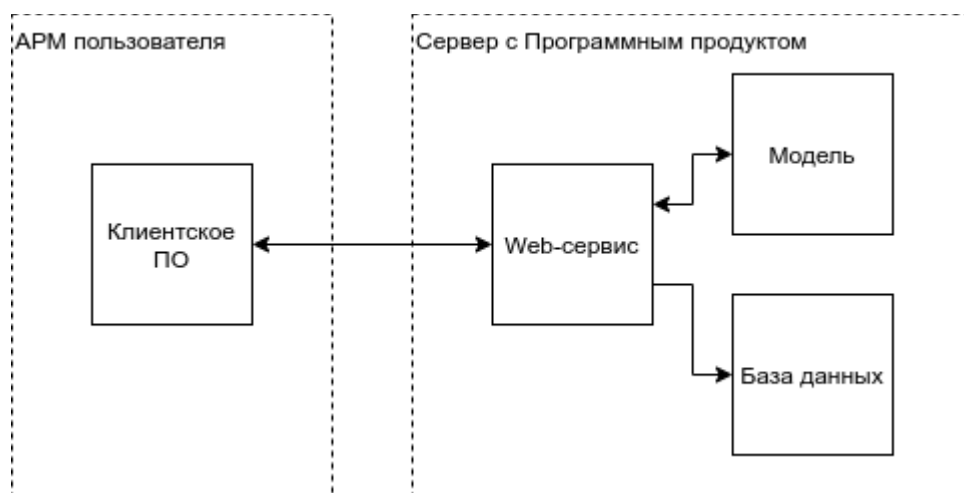 АРМ пользователя
Сервер с Программным продуктом
Модель
Клиентское
ПО
Web-сервис
База данных